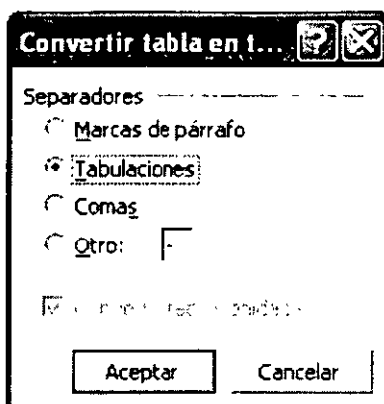 Convertir tabla en t...
Separadores
Marcas de párrafo
Tabulaciones
Comas
Otro: -
Aceptar Cancelar